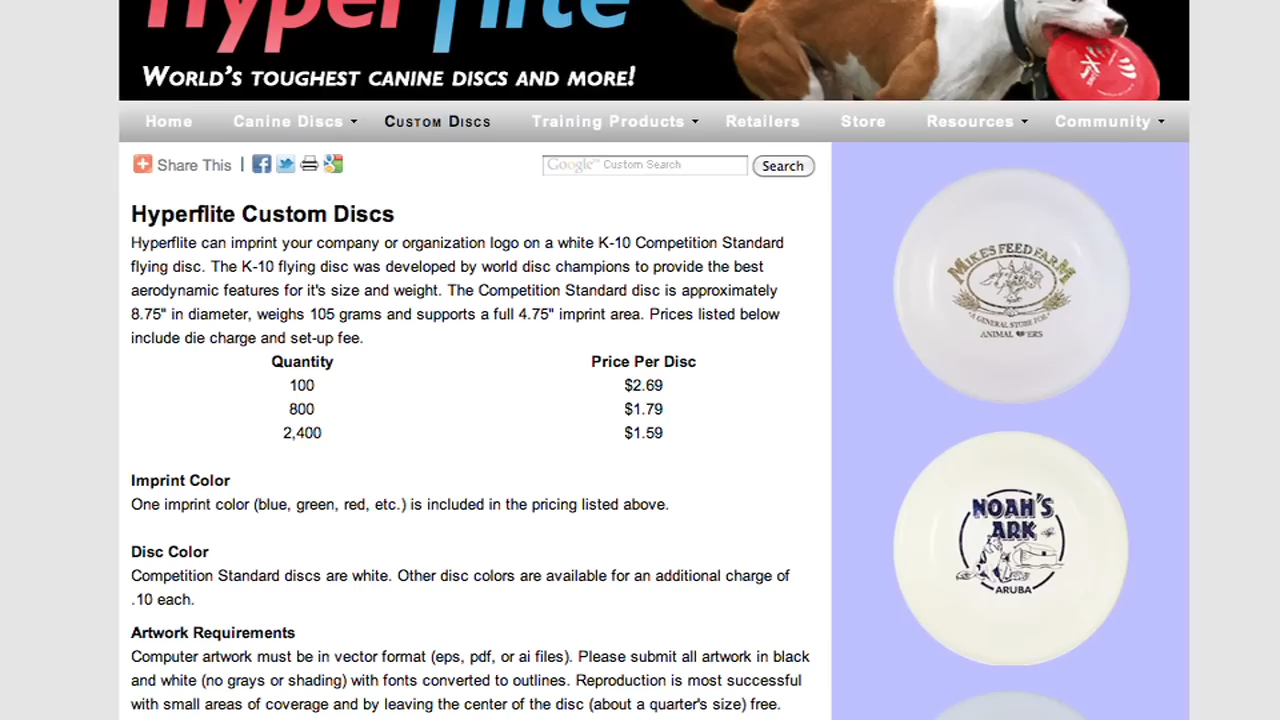 Hyperflite
WORLD'S TOUGHEST CANINE DISCS AND MORE!
Home Canine Discs CUSTOM DISCS Training Products Retailers Store Resources Community
Share This | Google™ Custom Search Search
Hyperflite Custom Discs
Hyperflite can imprint your company or organization logo on a white K-10 Competition Standard
flying disc. The K-10 flying disc was developed by world disc champions to provide the best
aerodynamic features for it's size and weight. The Competition Standard disc is approximately
8.75" in diameter, weighs 105 grams and supports a full 4.75" imprint area. Prices listed below
include die charge and set-up fee.
Quantity Price Per Disc
100 $2.69
800 $1.79
2,400 $1.59
Imprint Color
One imprint color (blue, green, red, etc.) is included in the pricing listed above.
Disc Color
Competition Standard discs are white. Other disc colors are available for an additional charge of
.10 each.
Artwork Requirements
Computer artwork must be in vector format (eps, pdf, or ai files). Please submit all artwork in black
and white (no grays or shading) with fonts converted to outlines. Reproduction is most successful
with small areas of coverage and by leaving the center of the disc (about a quarter's size) free.
MIKE'S FEED FARM
A GENERAL STORE FOR
ANIMAL LOVERS
NOAH'S
ARK
ARUBA